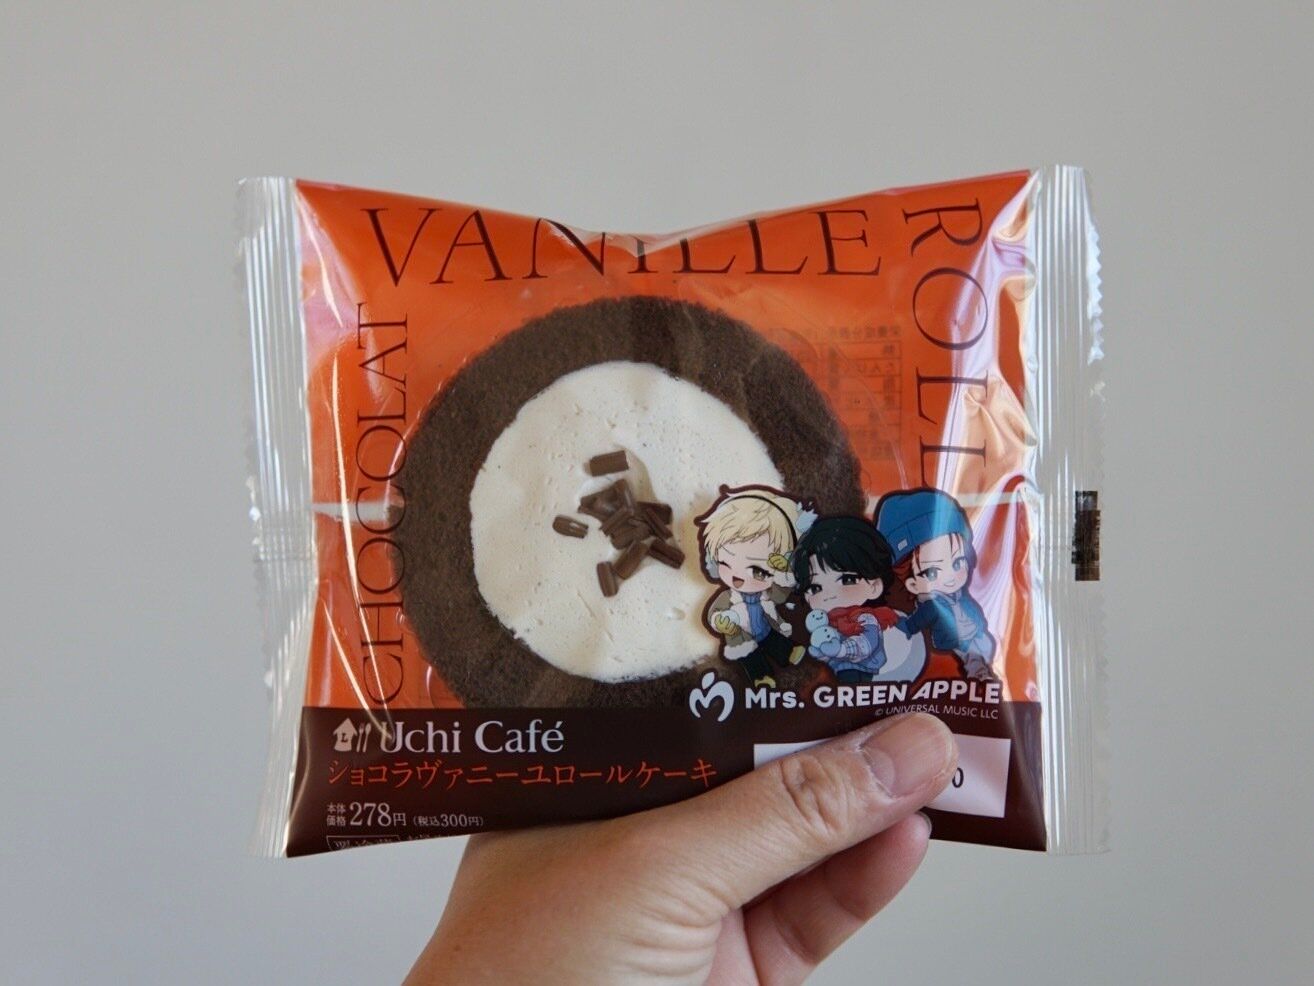 CHOCOLAT
VANILLE
ROLL
Mrs. GREEN APPLE
© UNIVERSAL MUSIC LLC
Uchi Café
ショコラヴァニーユロールケーキ
本体価格 278円 (税込300円)